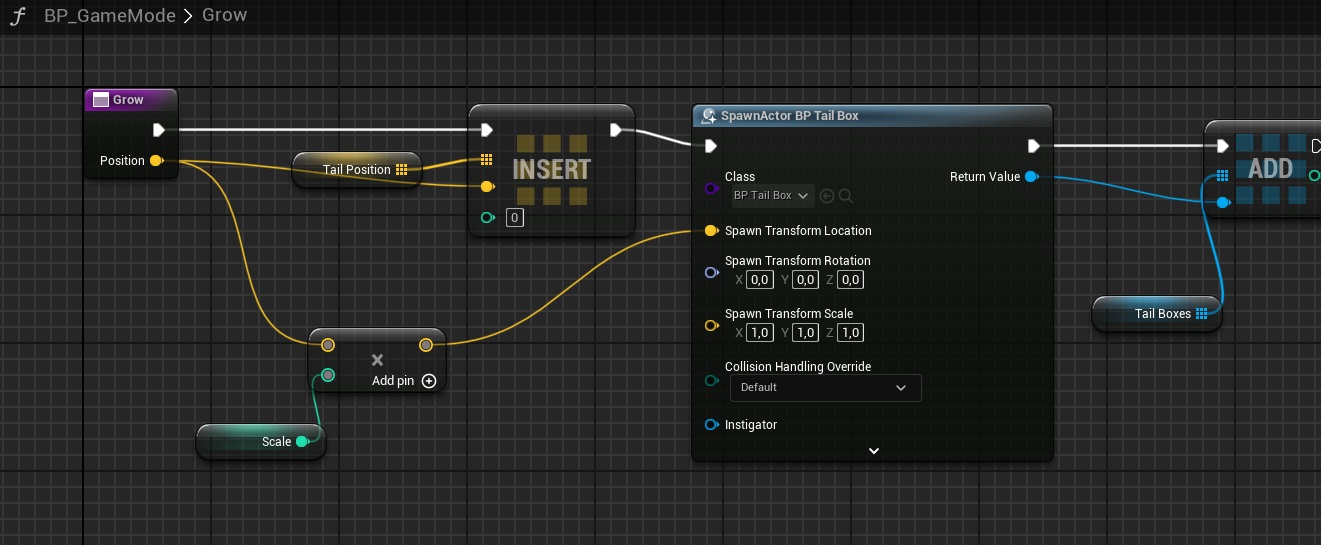 BP_GameMode > Grow
Grow
Position
Tail Position
INSERT
0
SpawnActor BP Tail Box
Class
BP Tail Box
Return Value
Spawn Transform Location
Spawn Transform Rotation
X 0,0 Y 0,0 Z 0,0
Spawn Transform Scale
X 1,0 Y 1,0 Z 1,0
Collision Handling Override
Default
Instigator
ADD
Tail Boxes
Add pin
Scale